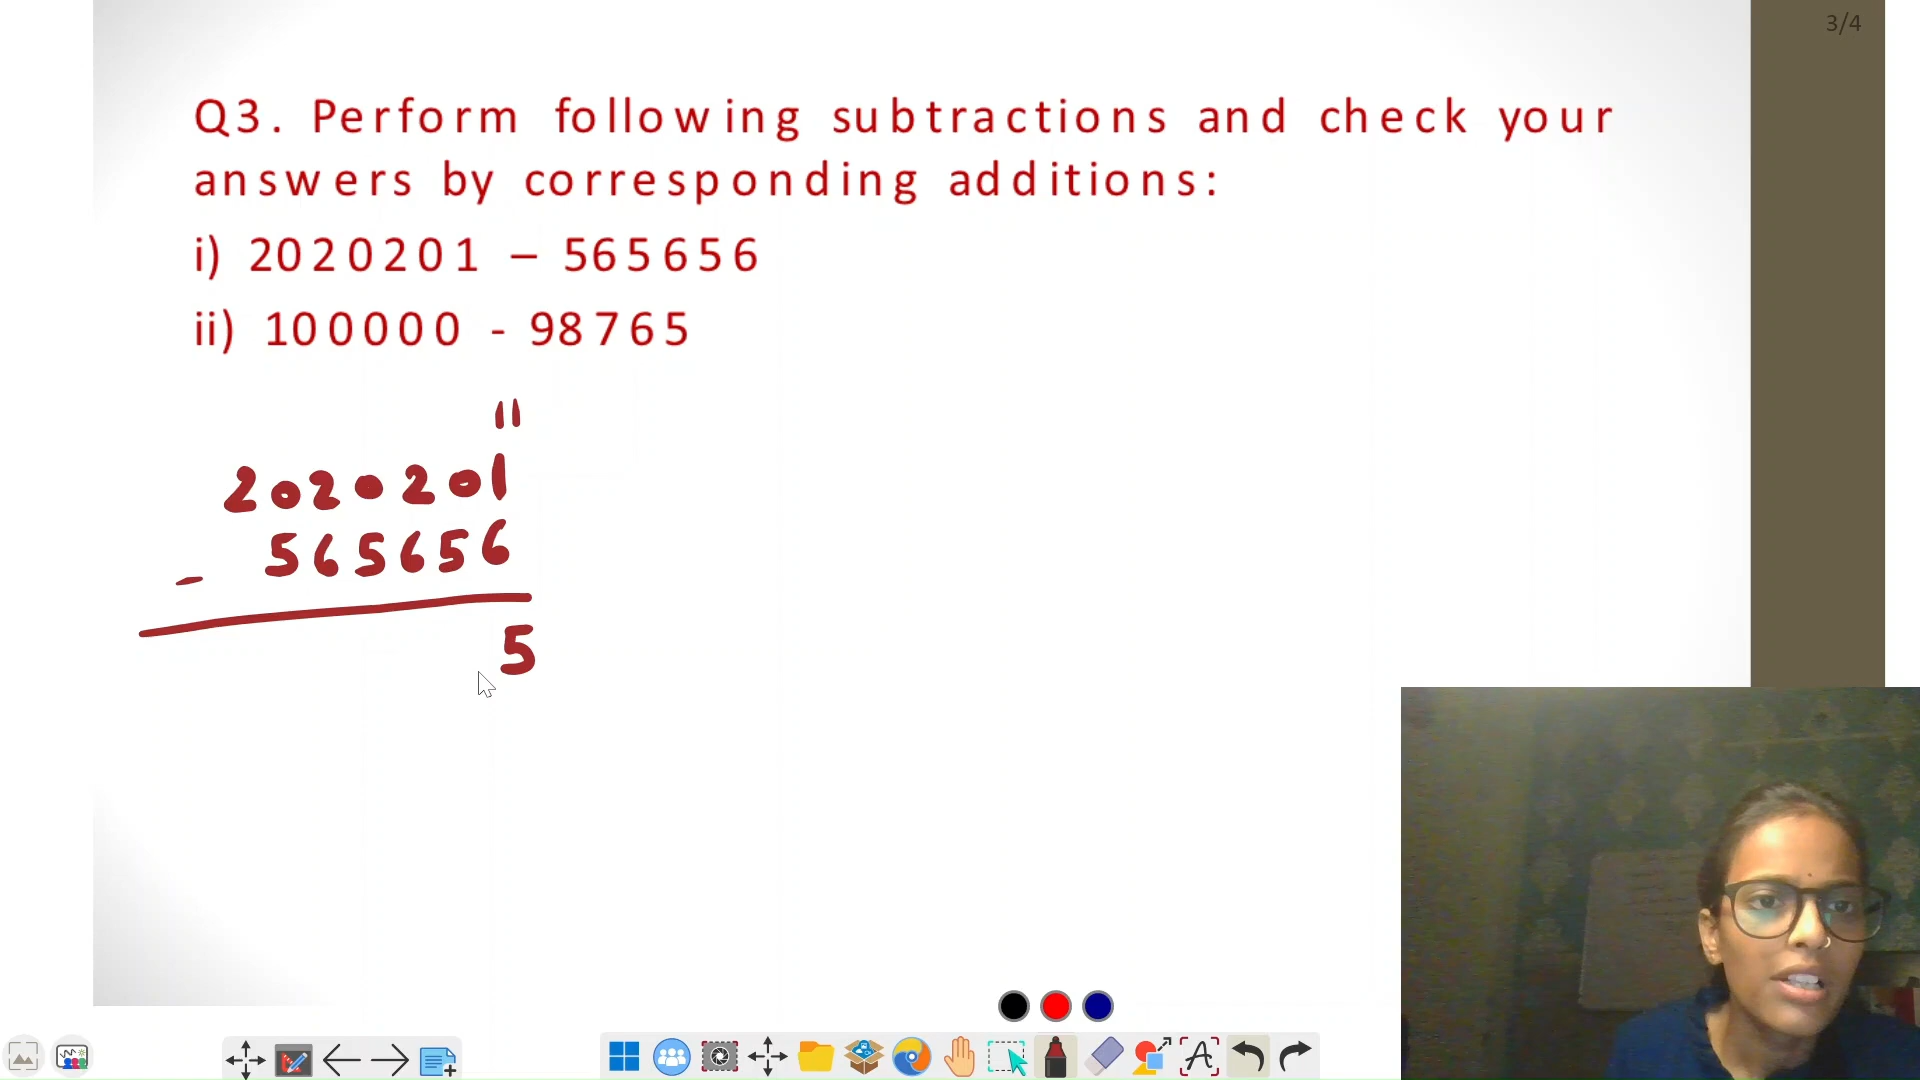 3/4
Q3. Perform following subtractions and check your
answers by corresponding additions:
i) 2020201 – 565656
ii) 100000 - 98765
11
2020201
- 565656
5